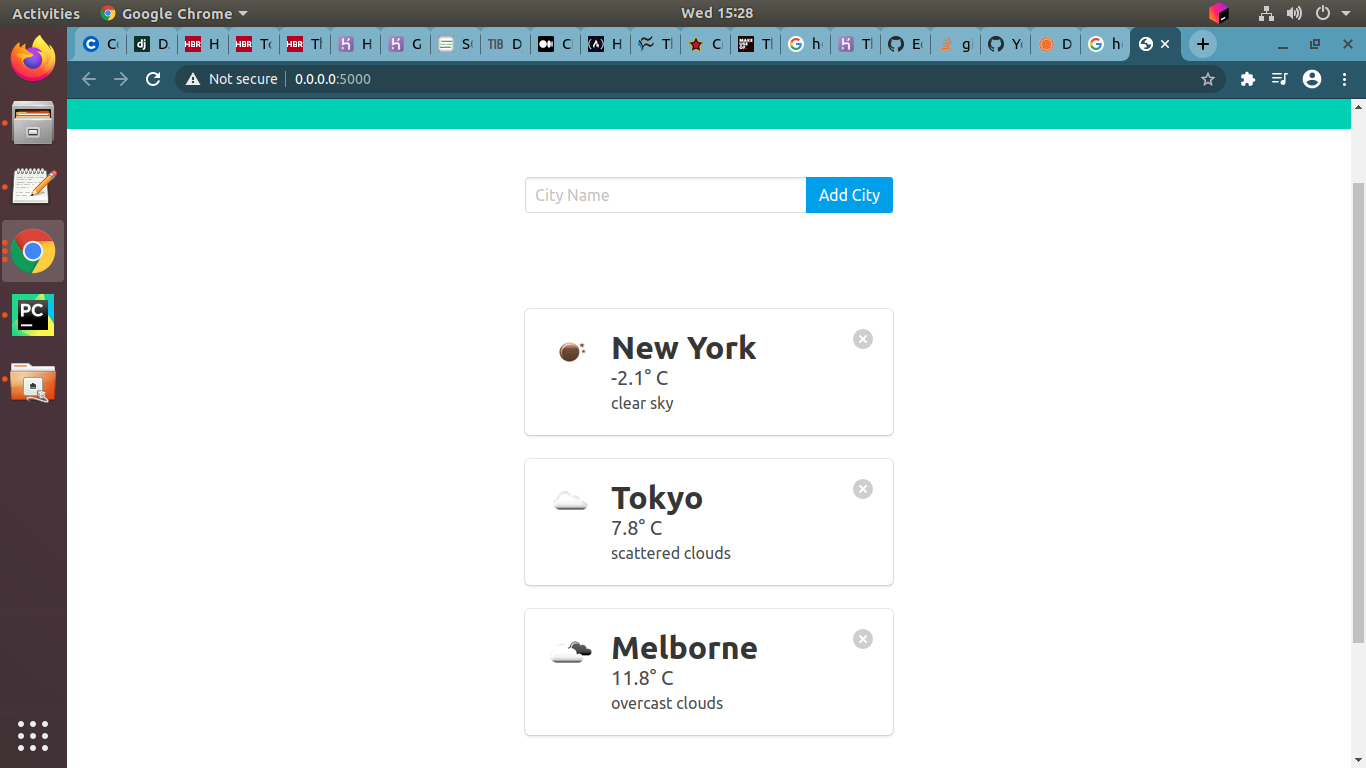 Activities
Google Chrome
Wed 15:28
Not secure
0.0.0.0:5000
City Name
Add City
New York
-2.1° C
clear sky
Tokyo
7.8° C
scattered clouds
Melborne
11.8° C
overcast clouds
PC